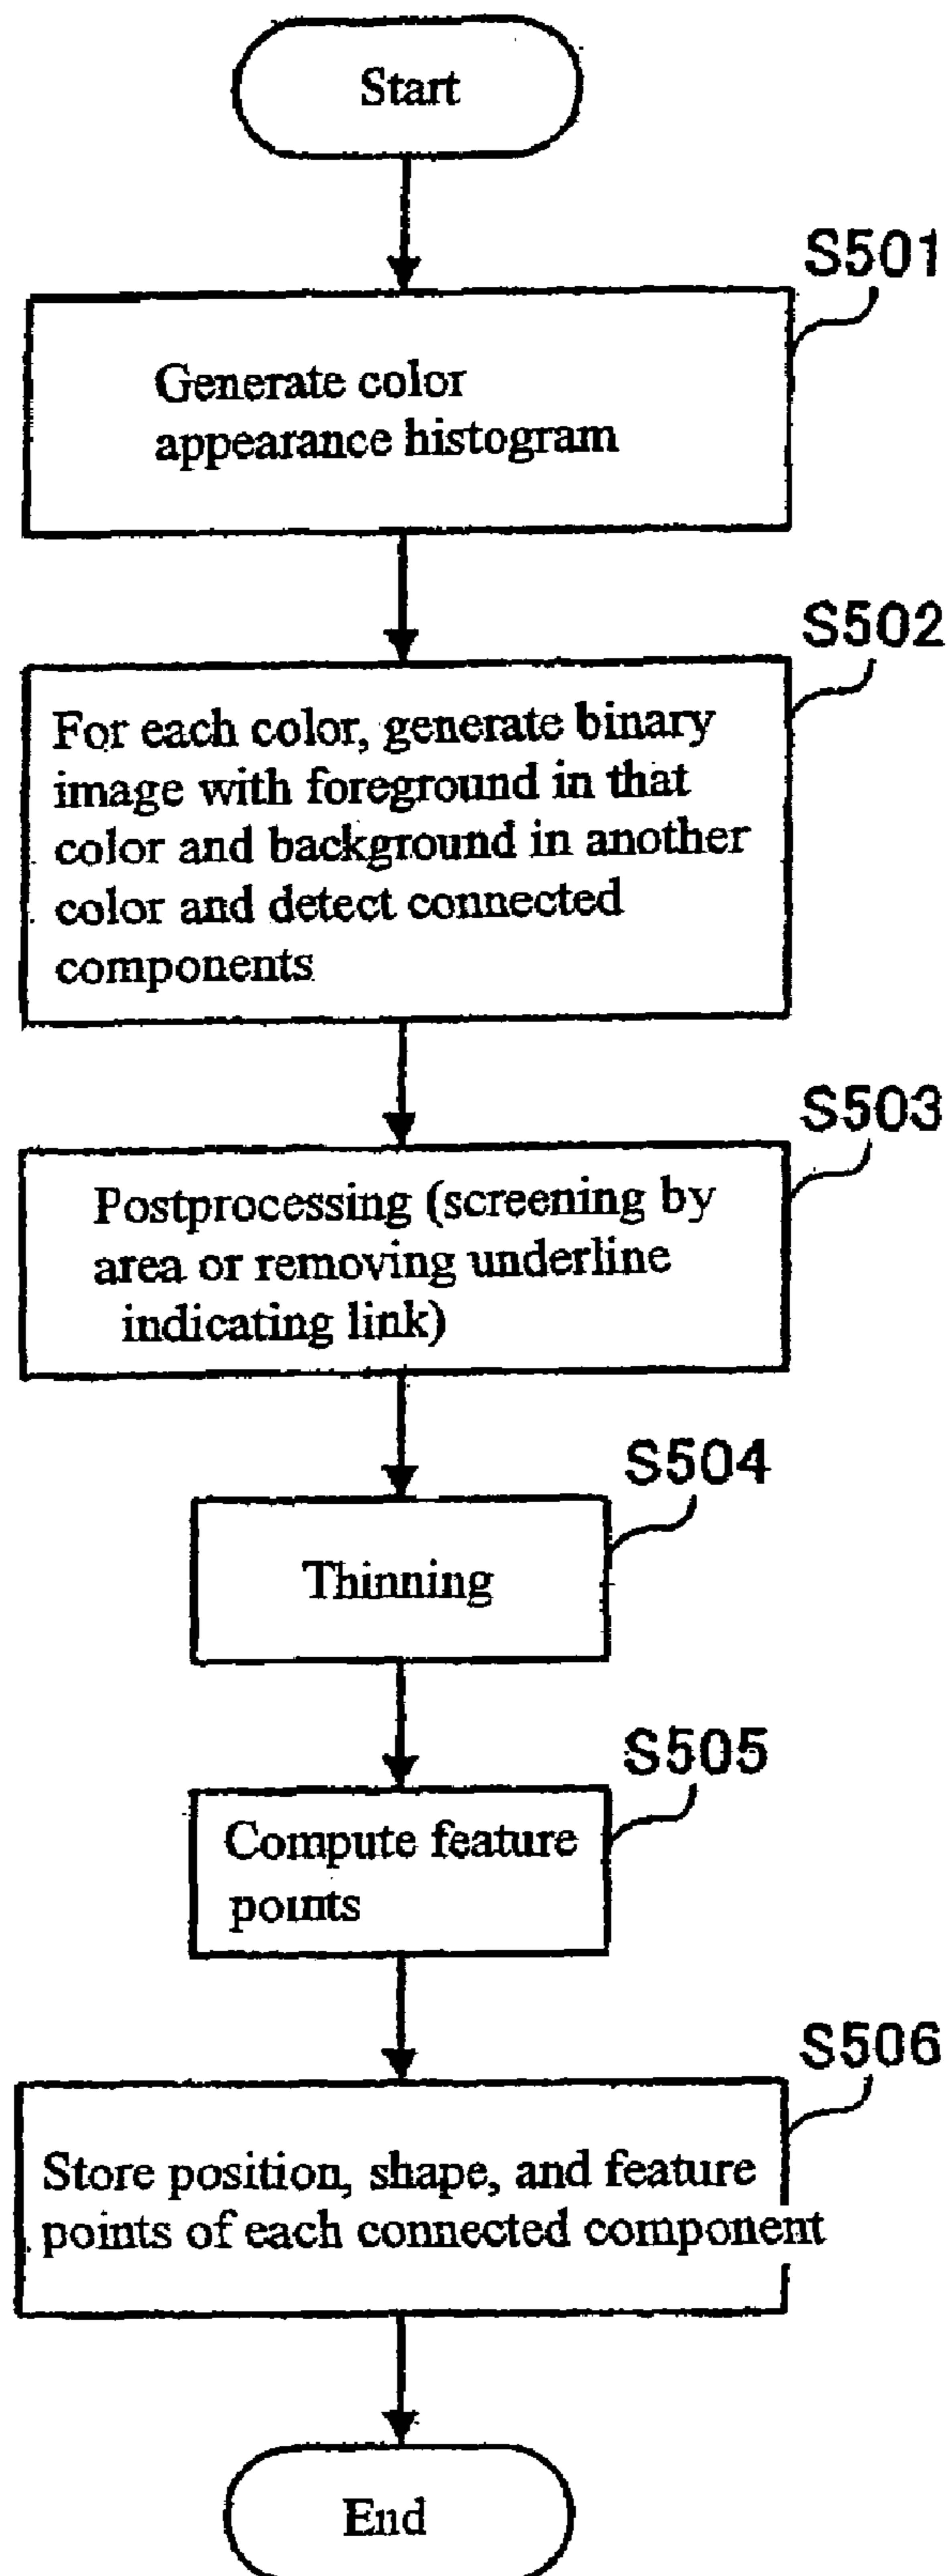 Start
S501
Generate color
appearance histogram
S502
For each color, generate binary
image with foreground in that
color and background in another
color and detect connected
components
S503
Postprocessing (screening by
area or removing underline
indicating link)
S504
Thinning
S505
Compute feature
points
S506
Store position, shape, and feature
points of each connected component
End